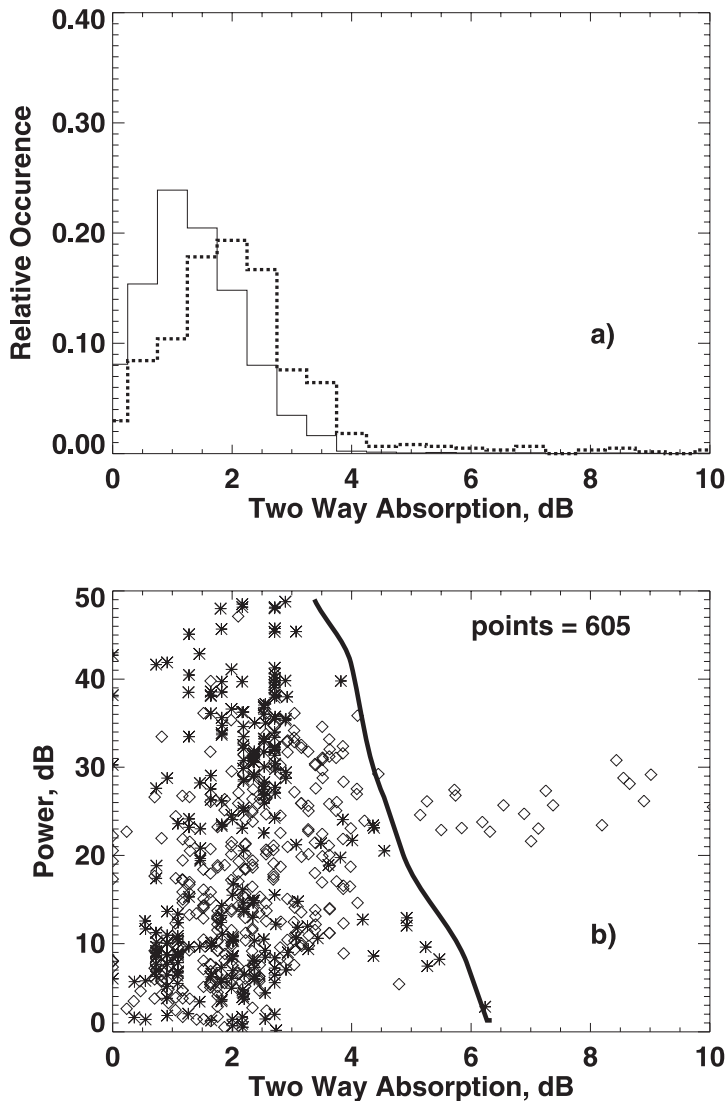 0.40
0.30
0.20
0.10
0.00
Relative Occurence
a)
0 2 4 6 8 10
Two Way Absorption, dB
50
40
30
20
10
0
Power, dB
points = 605
b)
0 2 4 6 8 10
Two Way Absorption, dB